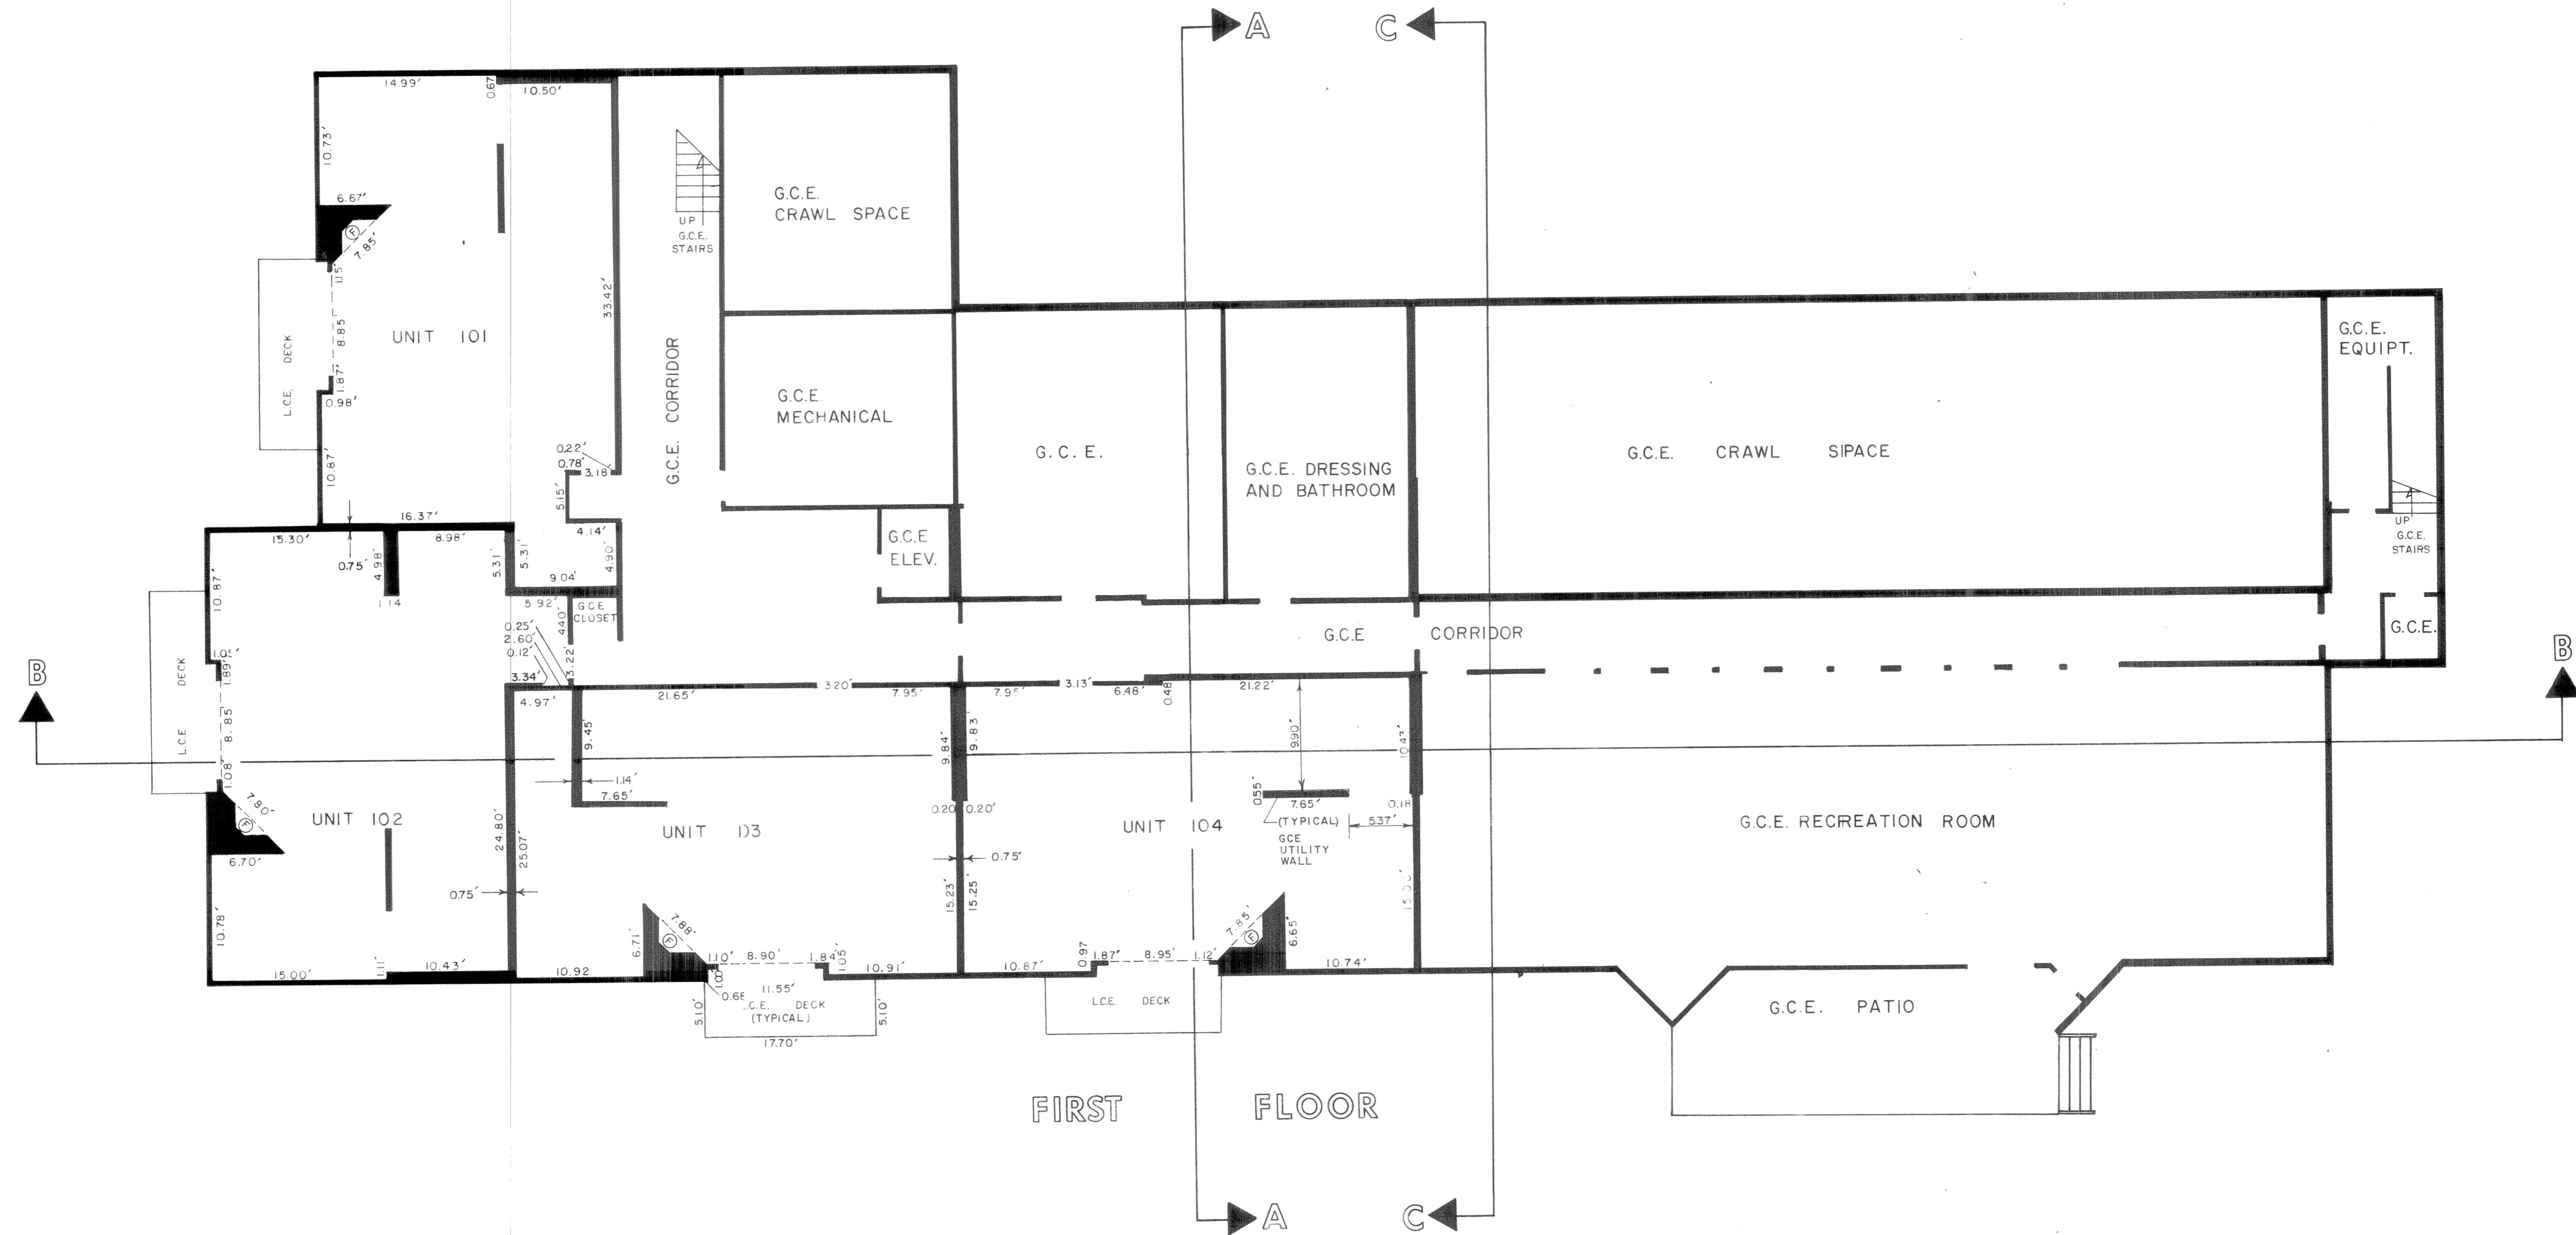 A
C
14.99'
0.67
10.50'
10.73'
6.67'
F
7.85'
1.15'
8.85'
1.87'
0.98'
10.87'
L.C.E. DECK
UNIT 101
33.42'
0.22'
0.78'
3.18'
5.15'
4.14'
4.90'
16.37'
5.31'
9.04'
UP
G.C.E.
STAIRS
G.C.E. CORRIDOR
G.C.E.
CRAWL SPACE
G.C.E.
MECHANICAL
G.C.E
ELEV.
G.C.E.
G.C.E. DRESSING
AND BATHROOM
G.C.E. CRAWL SPACE
G.C.E.
EQUIPT.
UP
G.C.E.
STAIRS
G.C.E.
G.C.E CORRIDOR
15.30'
0.75'
4.98'
8.98'
5.31'
1.14
10.87'
1.89'
8.85
1.08'
L.C.E DECK
7.80'
F
6.70'
10.78'
UNIT 102
5.92'
G C E
CLOSET
4.40'
0.25'
2.60'
0.12'
3.22'
3.34'
24.80'
0.75'
15.00'
1.11'
10.43'
B
B
4.97'
21.65'
3.20'
7.95'
9.45'
1.14'
7.65'
9.84'
0.20'
25.07'
15.23'
UNIT 103
10.92
6.71'
7.88'
F
1.10'
8.90'
1.84'
1.05'
10.91'
1.00'
11.55'
L.C.E. DECK
(TYPICAL)
5.10'
5.10'
17.70'
7.95'
3.13'
6.48'
0.48'
21.22'
9.83'
0.20'
0.75'
15.25'
9.90'
10.43'
0.55'
7.65'
0.18
(TYPICAL)
GCE
UTILITY
WALL
5.37'
UNIT 104
10.87'
0.97
1.87'
8.95'
1.12'
7.85'
F
6.65'
10.74'
L.C.E. DECK
G.C.E. RECREATION ROOM
G.C.E. PATIO
FIRST FLOOR
A
C